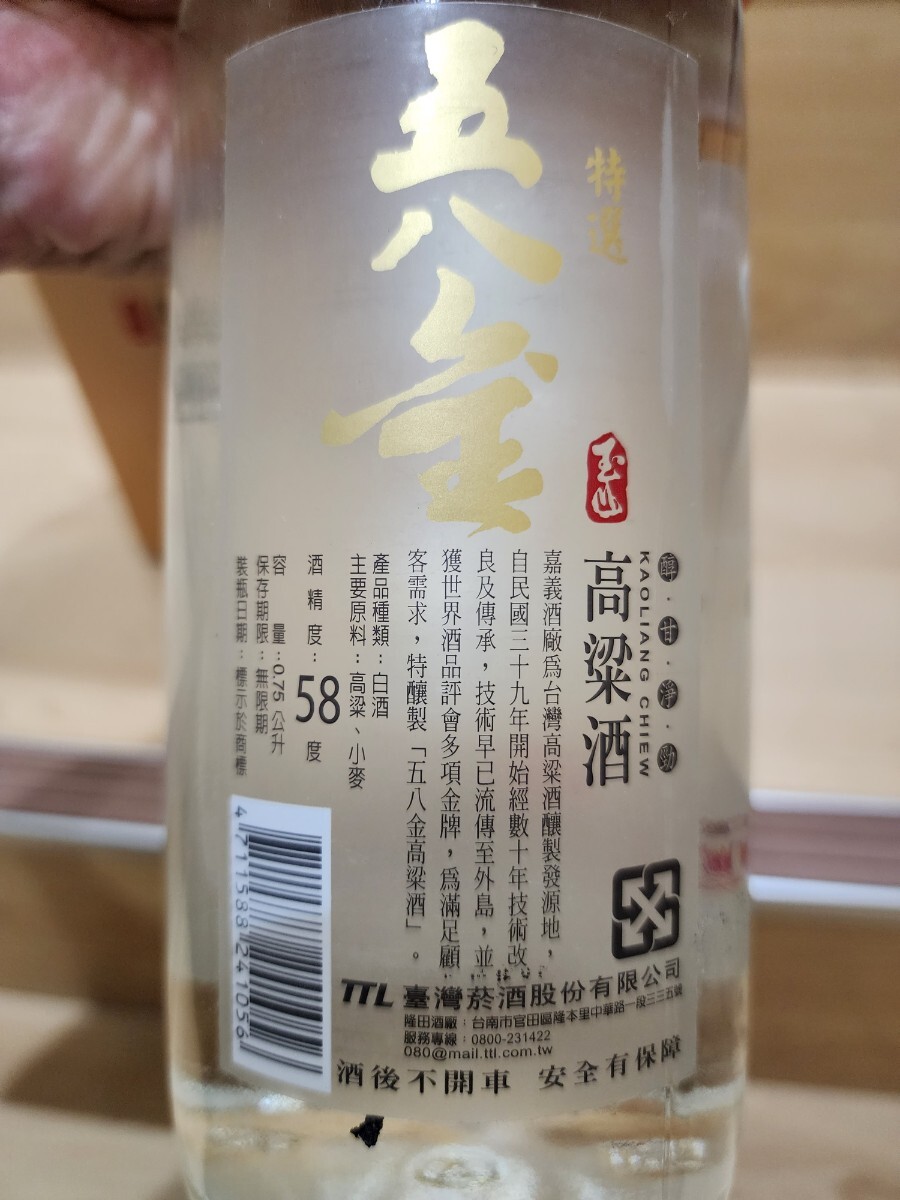 五八金
特選
玉山
醇・甘・淨・勁
KAOLIANG CHIEW
高粱酒
嘉義酒廠為台灣高粱酒釀製發源地，
自民國三十九年開始經數十年技術改
良及傳承，技術早已流傳至外島，並
獲世界酒品評會多項金牌，為滿足顧
客需求，特釀製「五八金高粱酒」。
產品種類：白酒
主要原料：高粱、小麥
酒精度：58度
容量：0.75公升
保存期限：無限期
裝瓶日期：標示於商標
4711588241056
TTL 臺灣菸酒股份有限公司
隆田酒廠：台南市官田區隆本里中華路一段三三五號
服務專線：0800-231422
080@mail.ttl.com.tw
酒後不開車 安全有保障